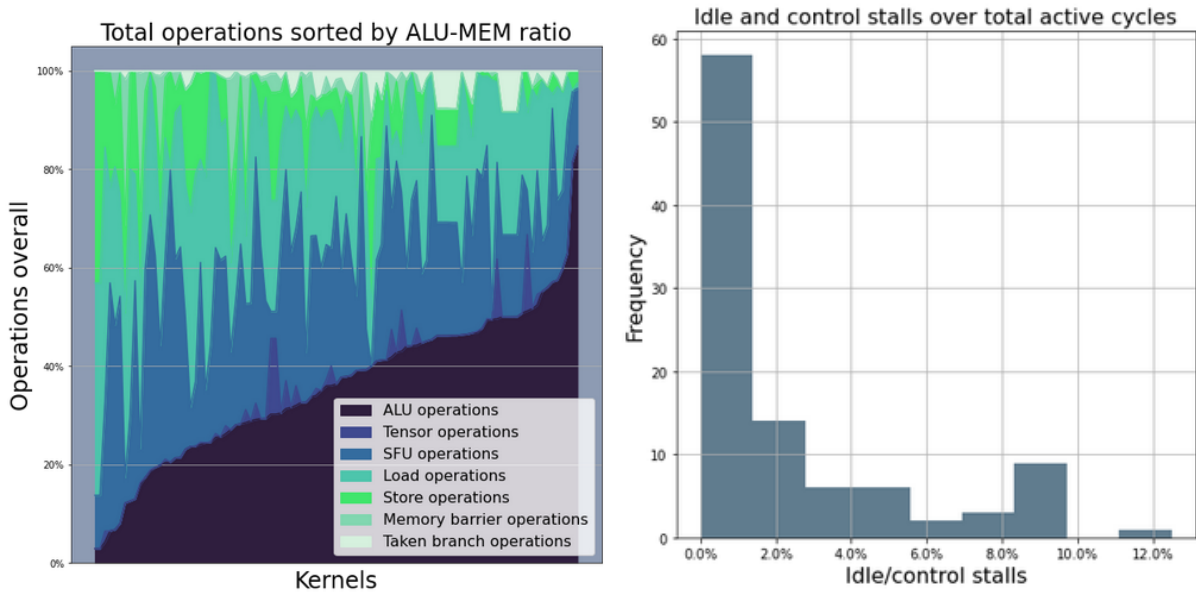 Total operations sorted by ALU-MEM ratio
100%
80%
60%
40%
20%
0%
Operations overall
Kernels
ALU operations
Tensor operations
SFU operations
Load operations
Store operations
Memory barrier operations
Taken branch operations
Idle and control stalls over total active cycles
60
50
40
30
20
10
0
Frequency
0.0% 2.0% 4.0% 6.0% 8.0% 10.0% 12.0%
Idle/control stalls